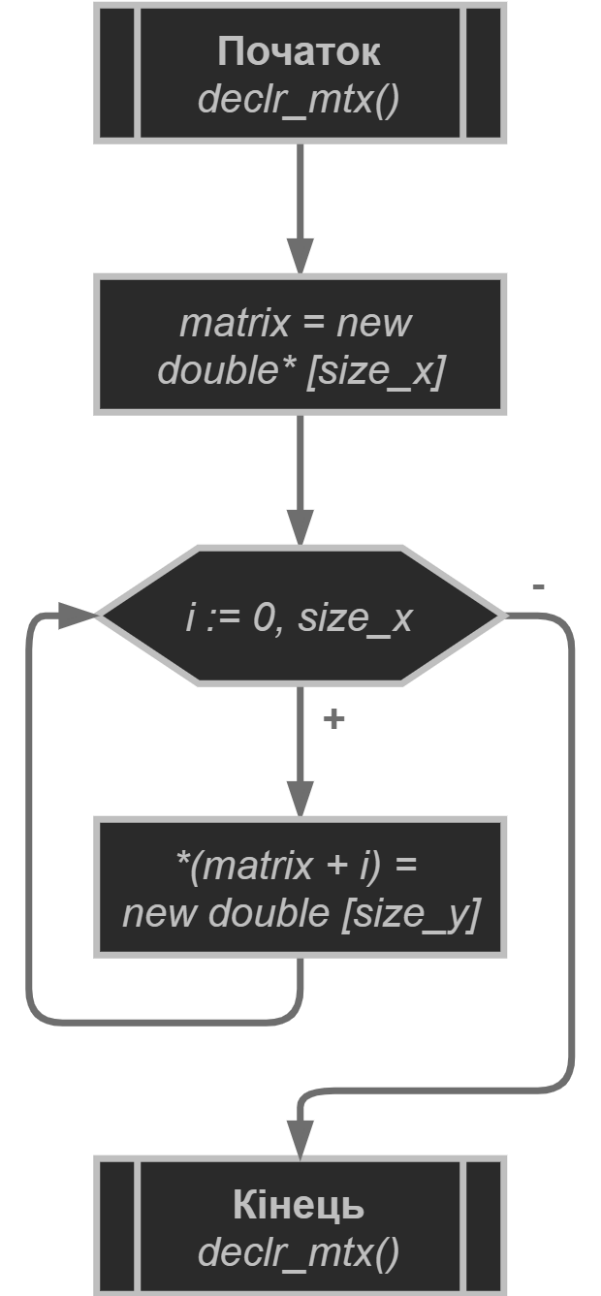 Початок
declr_mtx()
matrix = new
double* [size_x]
i := 0, size_x
-
+
*(matrix + i) =
new double [size_y]
Кінець
declr_mtx()